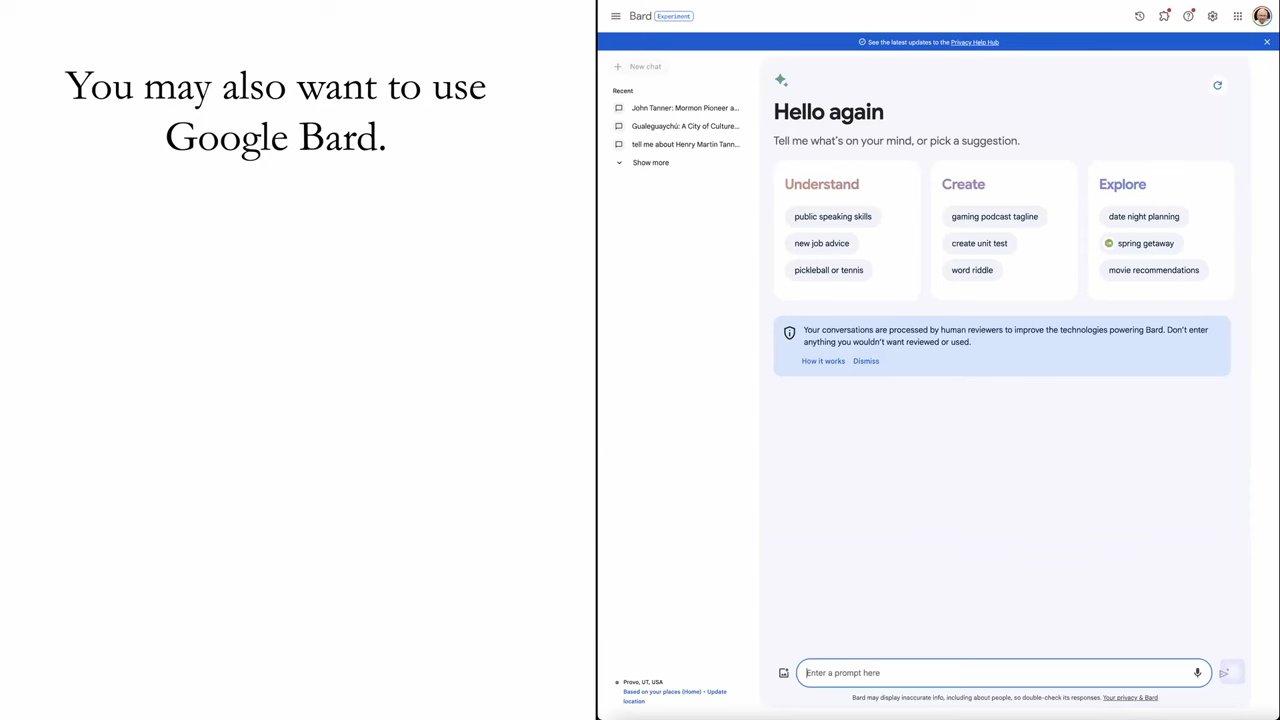 You may also want to use
Google Bard.
Bard Experiment
See the latest updates to the Privacy Help Hub
New chat
Recent
John Tanner: Mormon Pioneer a...
Gualeguaychú: A City of Culture...
tell me about Henry Martin Tann...
Show more
Hello again
Tell me what's on your mind, or pick a suggestion.
Understand
public speaking skills
new job advice
pickleball or tennis
Create
gaming podcast tagline
create unit test
word riddle
Explore
date night planning
spring getaway
movie recommendations
Your conversations are processed by human reviewers to improve the technologies powering Bard. Don't enter
anything you wouldn't want reviewed or used.
How it works Dismiss
Enter a prompt here
Provo, UT, USA
Based on your places (Home) • Update
location
Bard may display inaccurate info, including about people, so double-check its responses. Your privacy & Bard